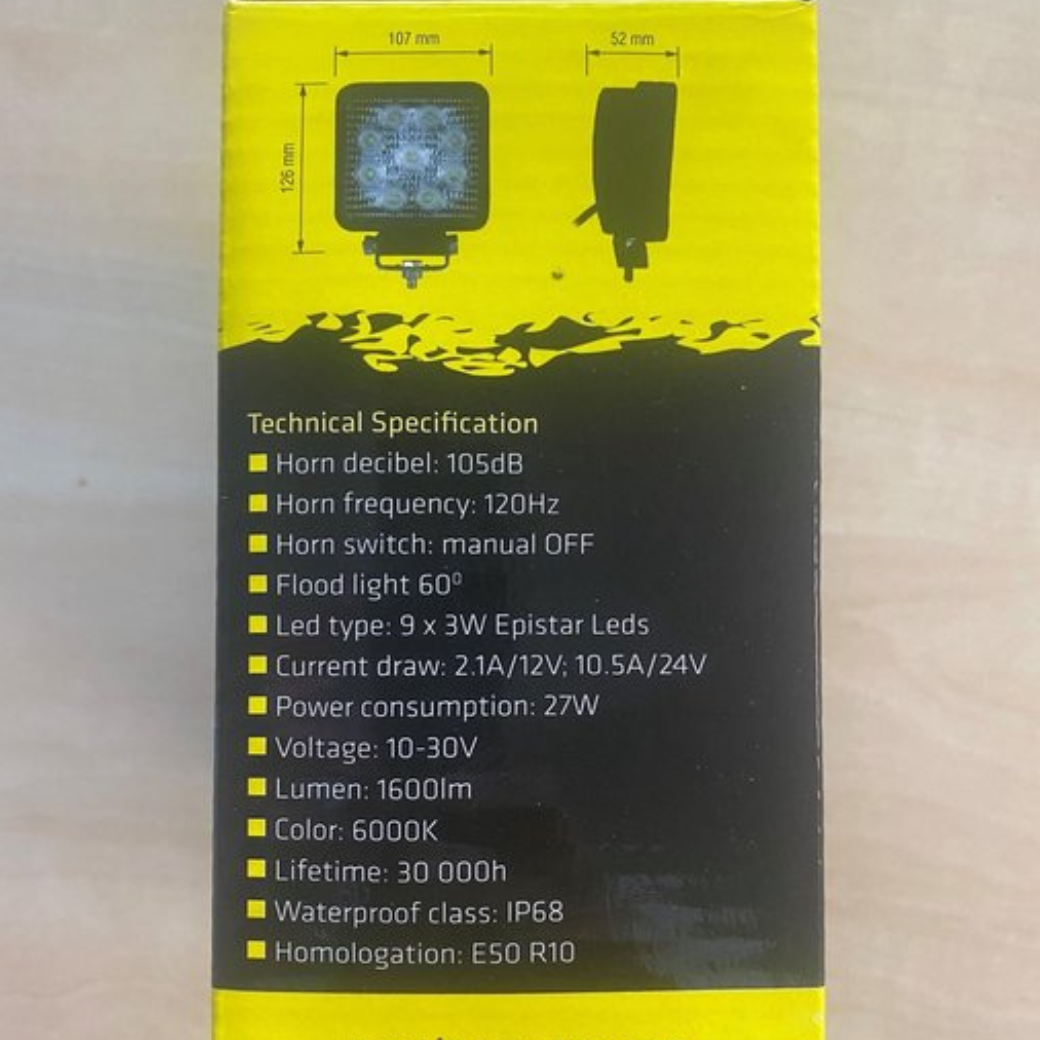 107 mm
52 mm
126 mm
Technical Specification
Horn decibel: 105dB
Horn frequency: 120Hz
Horn switch: manual OFF
Flood light 60⁰
Led type: 9 x 3W Epistar Leds
Current draw: 2.1A/12V; 10.5A/24V
Power consumption: 27W
Voltage: 10-30V
Lumen: 1600lm
Color: 6000K
Lifetime: 30 000h
Waterproof class: IP68
Homologation: E50 R10